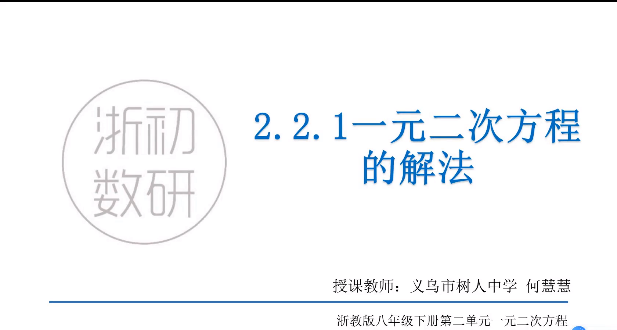 浙初
数研
2.2.1一元二次方程
的解法
授课教师：义乌市树人中学 何慧慧
浙教版八年级下册第二单元一元二次方程